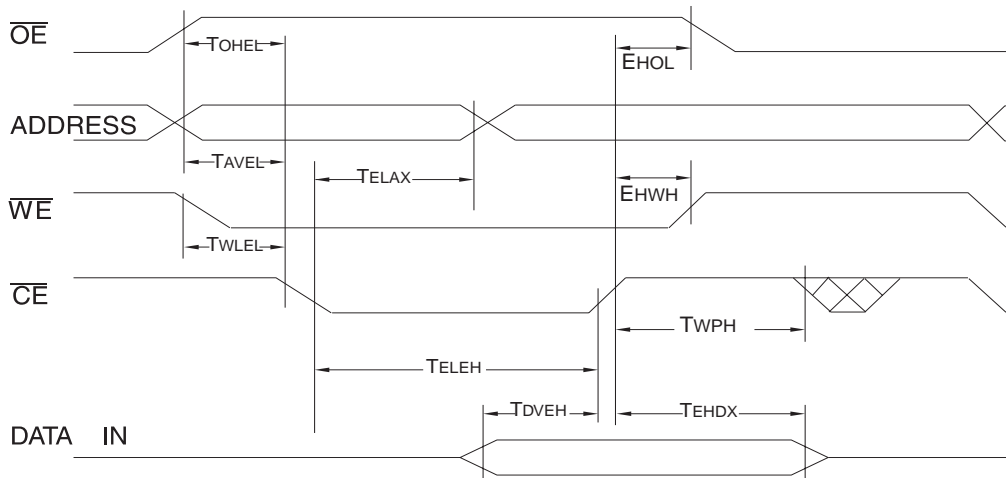 OE
TOHEL
EHOL
ADDRESS
TAVEL
TELAX
EHWH
WE
TWLEL
CE
TWPH
TELEH
TDVEH
TEHDX
DATA IN